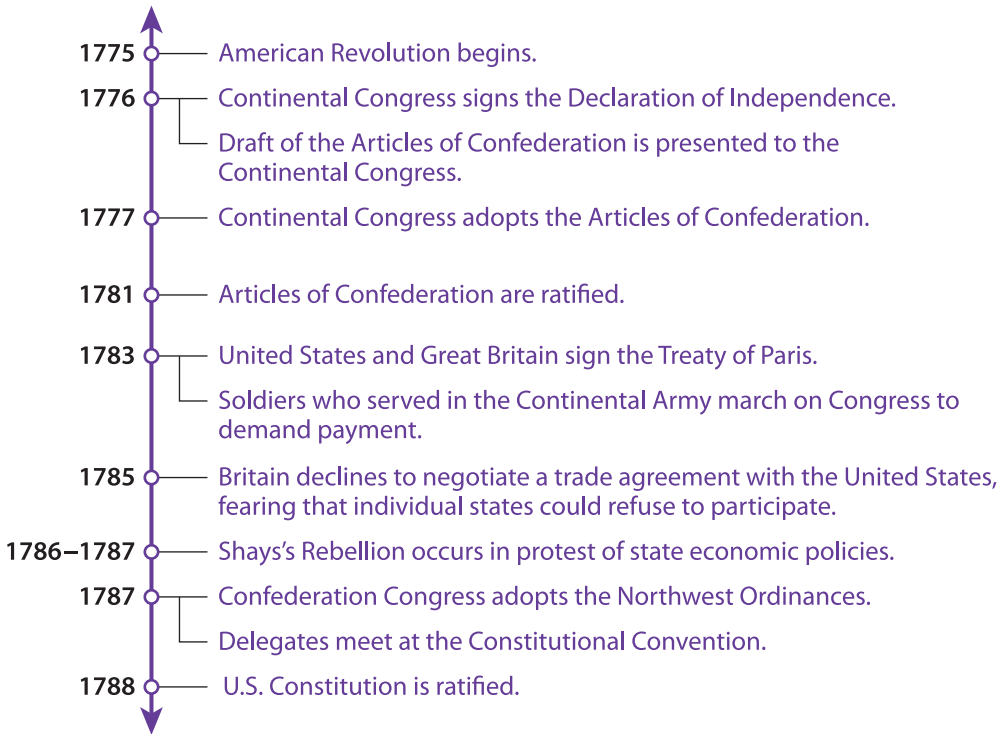 1775 American Revolution begins.
1776 Continental Congress signs the Declaration of Independence.
Draft of the Articles of Confederation is presented to the
Continental Congress.
1777 Continental Congress adopts the Articles of Confederation.
1781 Articles of Confederation are ratified.
1783 United States and Great Britain sign the Treaty of Paris.
Soldiers who served in the Continental Army march on Congress to
demand payment.
1785 Britain declines to negotiate a trade agreement with the United States,
fearing that individual states could refuse to participate.
1786–1787 Shays's Rebellion occurs in protest of state economic policies.
1787 Confederation Congress adopts the Northwest Ordinances.
Delegates meet at the Constitutional Convention.
1788 U.S. Constitution is ratified.